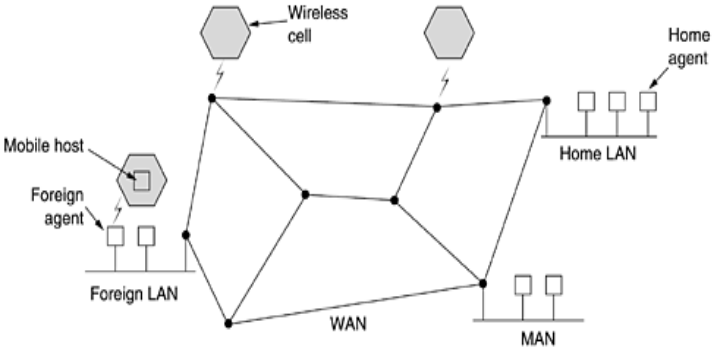 Wireless
cell
Home
agent
Mobile host
Home LAN
Foreign
agent
Foreign LAN
WAN
MAN